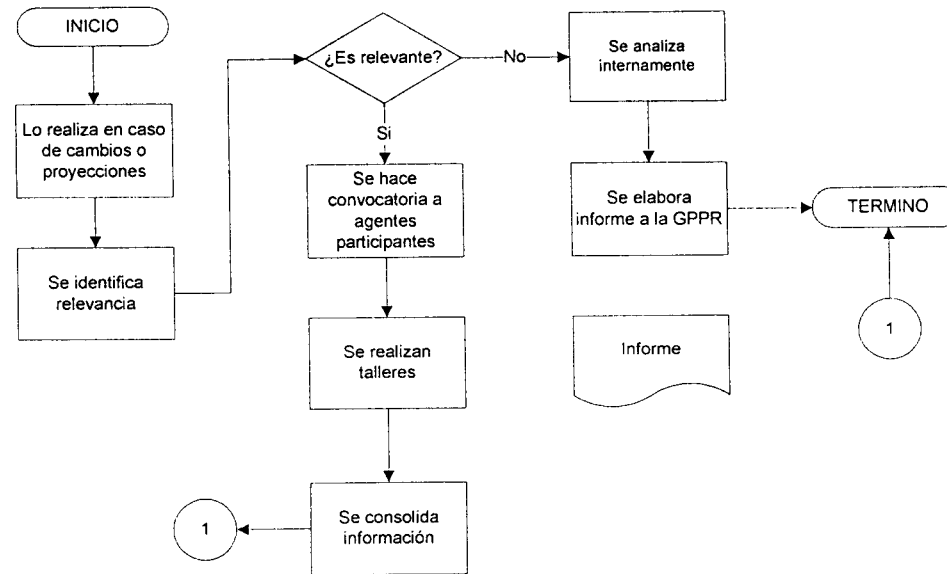 INICIO
Lo realiza en caso
de cambios o
proyecciones
Se identifica
relevancia
¿Es relevante?
No
Si
Se hace
convocatoria a
agentes
participantes
Se realizan
talleres
Se consolida
información
1
Se analiza
internamente
Se elabora
informe a la GPPR
Informe
TERMINO
1